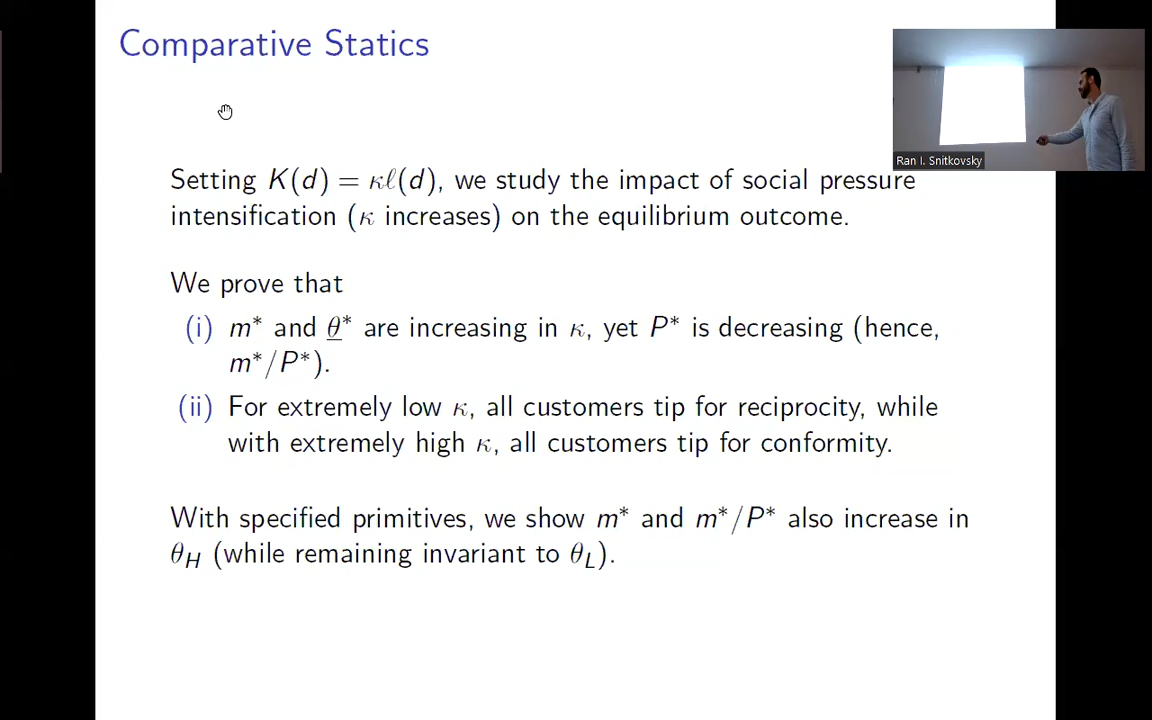 Comparative Statics
Ran I. Snitkovsky
Setting K(d) = κℓ(d), we study the impact of social pressure
intensification (κ increases) on the equilibrium outcome.
We prove that
(i) m* and θ̲* are increasing in κ, yet P* is decreasing (hence,
m*/P*).
(ii) For extremely low κ, all customers tip for reciprocity, while
with extremely high κ, all customers tip for conformity.
With specified primitives, we show m* and m*/P* also increase in
θ_H (while remaining invariant to θ_L).